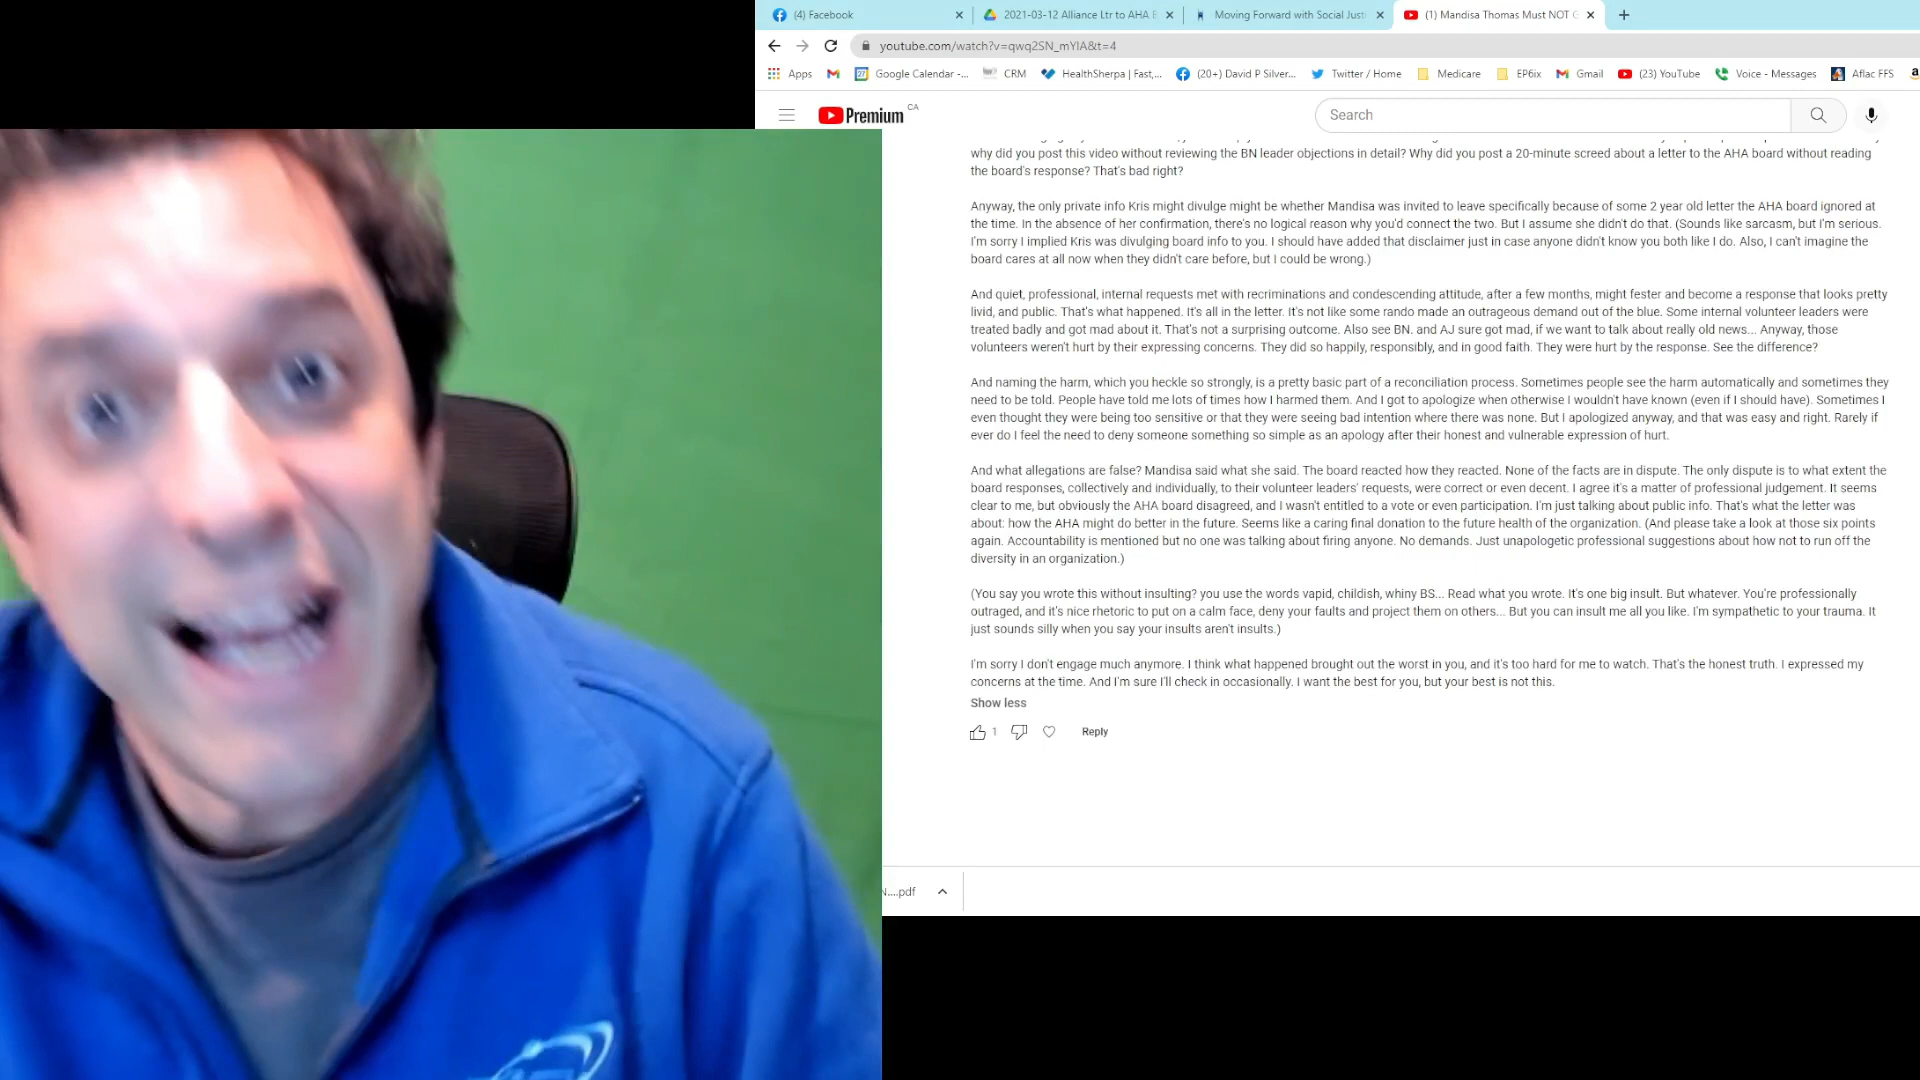 (4) Facebook
2021-03-12 Alliance Ltr to AHA
Moving Forward with Social Just
(1) Mandisa Thomas Must NOT
youtube.com/watch?v=qwq2SN_mYIA&t=4
Apps
Google Calendar -...
CRM
HealthSherpa | Fast,...
(20+) David P Silver...
Twitter / Home
Medicare
EP6ix
Gmail
(23) YouTube
Voice - Messages
Aflac FFS
Premium CA
Search
why did you post this video without reviewing the BN leader objections in detail? Why did you post a 20-minute screed about a letter to the AHA board without reading
the board's response? That's bad right?
Anyway, the only private info Kris might divulge might be whether Mandisa was invited to leave specifically because of some 2 year old letter the AHA board ignored at
the time. In the absence of her confirmation, there's no logical reason why you'd connect the two. But I assume she didn't do that. (Sounds like sarcasm, but I'm serious.
I'm sorry I implied Kris was divulging board info to you. I should have added that disclaimer just in case anyone didn't know you both like I do. Also, I can't imagine the
board cares at all now when they didn't care before, but I could be wrong.)
And quiet, professional, internal requests met with recriminations and condescending attitude, after a few months, might fester and become a response that looks pretty
livid, and public. That's what happened. It's all in the letter. It's not like some rando made an outrageous demand out of the blue. Some internal volunteer leaders were
treated badly and got mad about it. That's not a surprising outcome. Also see BN. and AJ sure got mad, if we want to talk about really old news... Anyway, those
volunteers weren't hurt by their expressing concerns. They did so happily, responsibly, and in good faith. They were hurt by the response. See the difference?
And naming the harm, which you heckle so strongly, is a pretty basic part of a reconciliation process. Sometimes people see the harm automatically and sometimes they
need to be told. People have told me lots of times how I harmed them. And I got to apologize when otherwise I wouldn't have known (even if I should have). Sometimes I
even thought they were being too sensitive or that they were seeing bad intention where there was none. But I apologized anyway, and that was easy and right. Rarely if
ever do I feel the need to deny someone something so simple as an apology after their honest and vulnerable expression of hurt.
And what allegations are false? Mandisa said what she said. The board reacted how they reacted. None of the facts are in dispute. The only dispute is to what extent the
board responses, collectively and individually, to their volunteer leaders' requests, were correct or even decent. I agree it's a matter of professional judgement. It seems
clear to me, but obviously the AHA board disagreed, and I wasn't entitled to a vote or even participation. I'm just talking about public info. That's what the letter was
about: how the AHA might do better in the future. Seems like a caring final donation to the future health of the organization. (And please take a look at those six points
again. Accountability is mentioned but no one was talking about firing anyone. No demands. Just unapologetic professional suggestions about how not to run off the
diversity in an organization.)
(You say you wrote this without insulting? you use the words vapid, childish, whiny BS... Read what you wrote. It's one big insult. But whatever. You're professionally
outraged, and it's nice rhetoric to put on a calm face, deny your faults and project them on others... But you can insult me all you like. I'm sympathetic to your trauma. It
just sounds silly when you say your insults aren't insults.)
I'm sorry I don't engage much anymore. I think what happened brought out the worst in you, and it's too hard for me to watch. That's the honest truth. I expressed my
concerns at the time. And I'm sure I'll check in occasionally. I want the best for you, but your best is not this.
Show less
1
Reply
....pdf